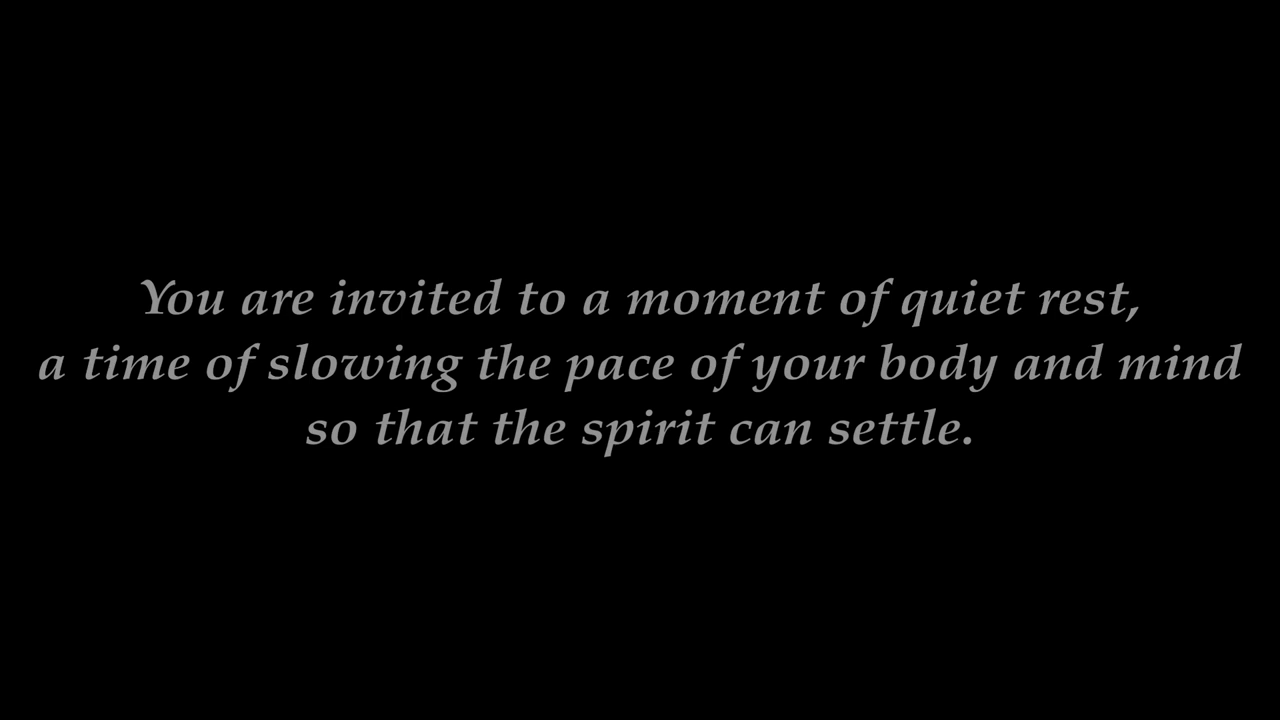 You are invited to a moment of quiet rest,
a time of slowing the pace of your body and mind
so that the spirit can settle.